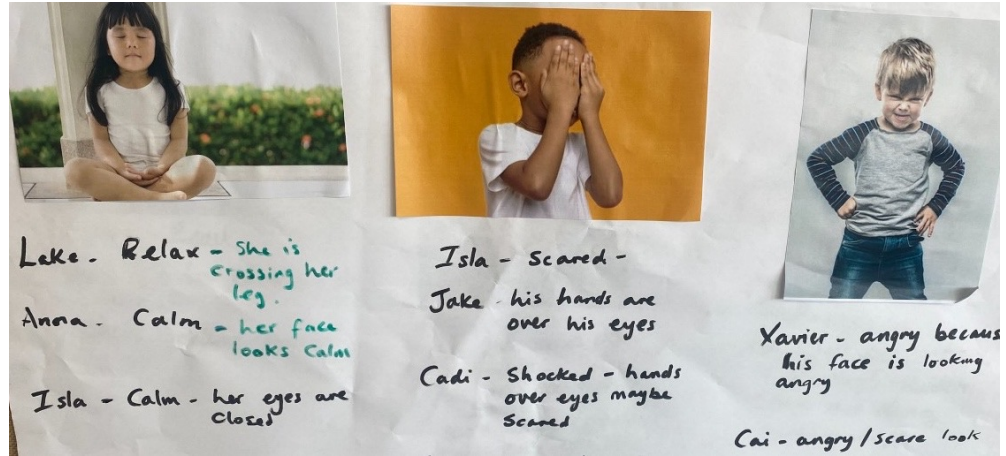 Lake - Relax - She is
crossing her
leg.
Anna - Calm - her face
looks Calm
Isla - Calm - her eyes are
closed
Isla - Scared -
Jake - his hands are
over his eyes
Cadi - Shocked - hands
over eyes maybe
Scared
Xavier - angry becaus
his face is looking
angry
Cai - angry / scare look